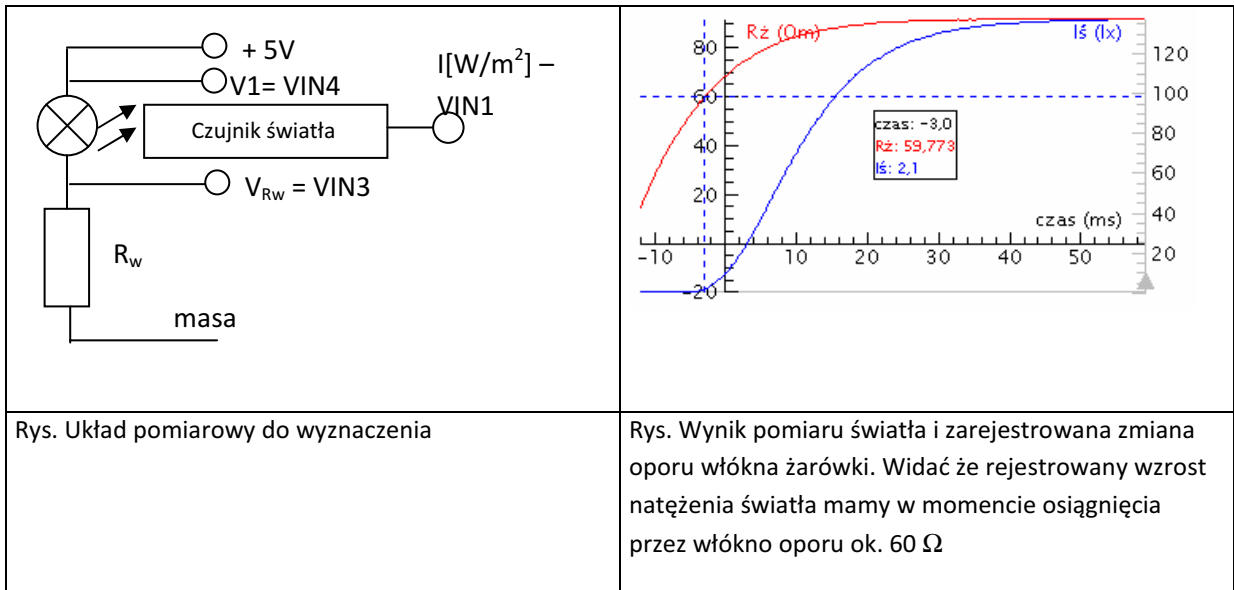 + 5V
V1= VIN4
I[W/m²] –
VIN1
Czujnik światła
V_Rw = VIN3
R_w
masa
Rż (Om)
Iś (lx)
80
60
40
20
-20
-10
10
20
30
40
50
czas (ms)
120
100
80
60
40
20
czas: -3,0
Rż: 59,773
Iś: 2,1
Rys. Układ pomiarowy do wyznaczenia
Rys. Wynik pomiaru światła i zarejestrowana zmiana
oporu włókna żarówki. Widać że rejestrowany wzrost
natężenia światła mamy w momencie osiągnięcia
przez włókno oporu ok. 60 Ω